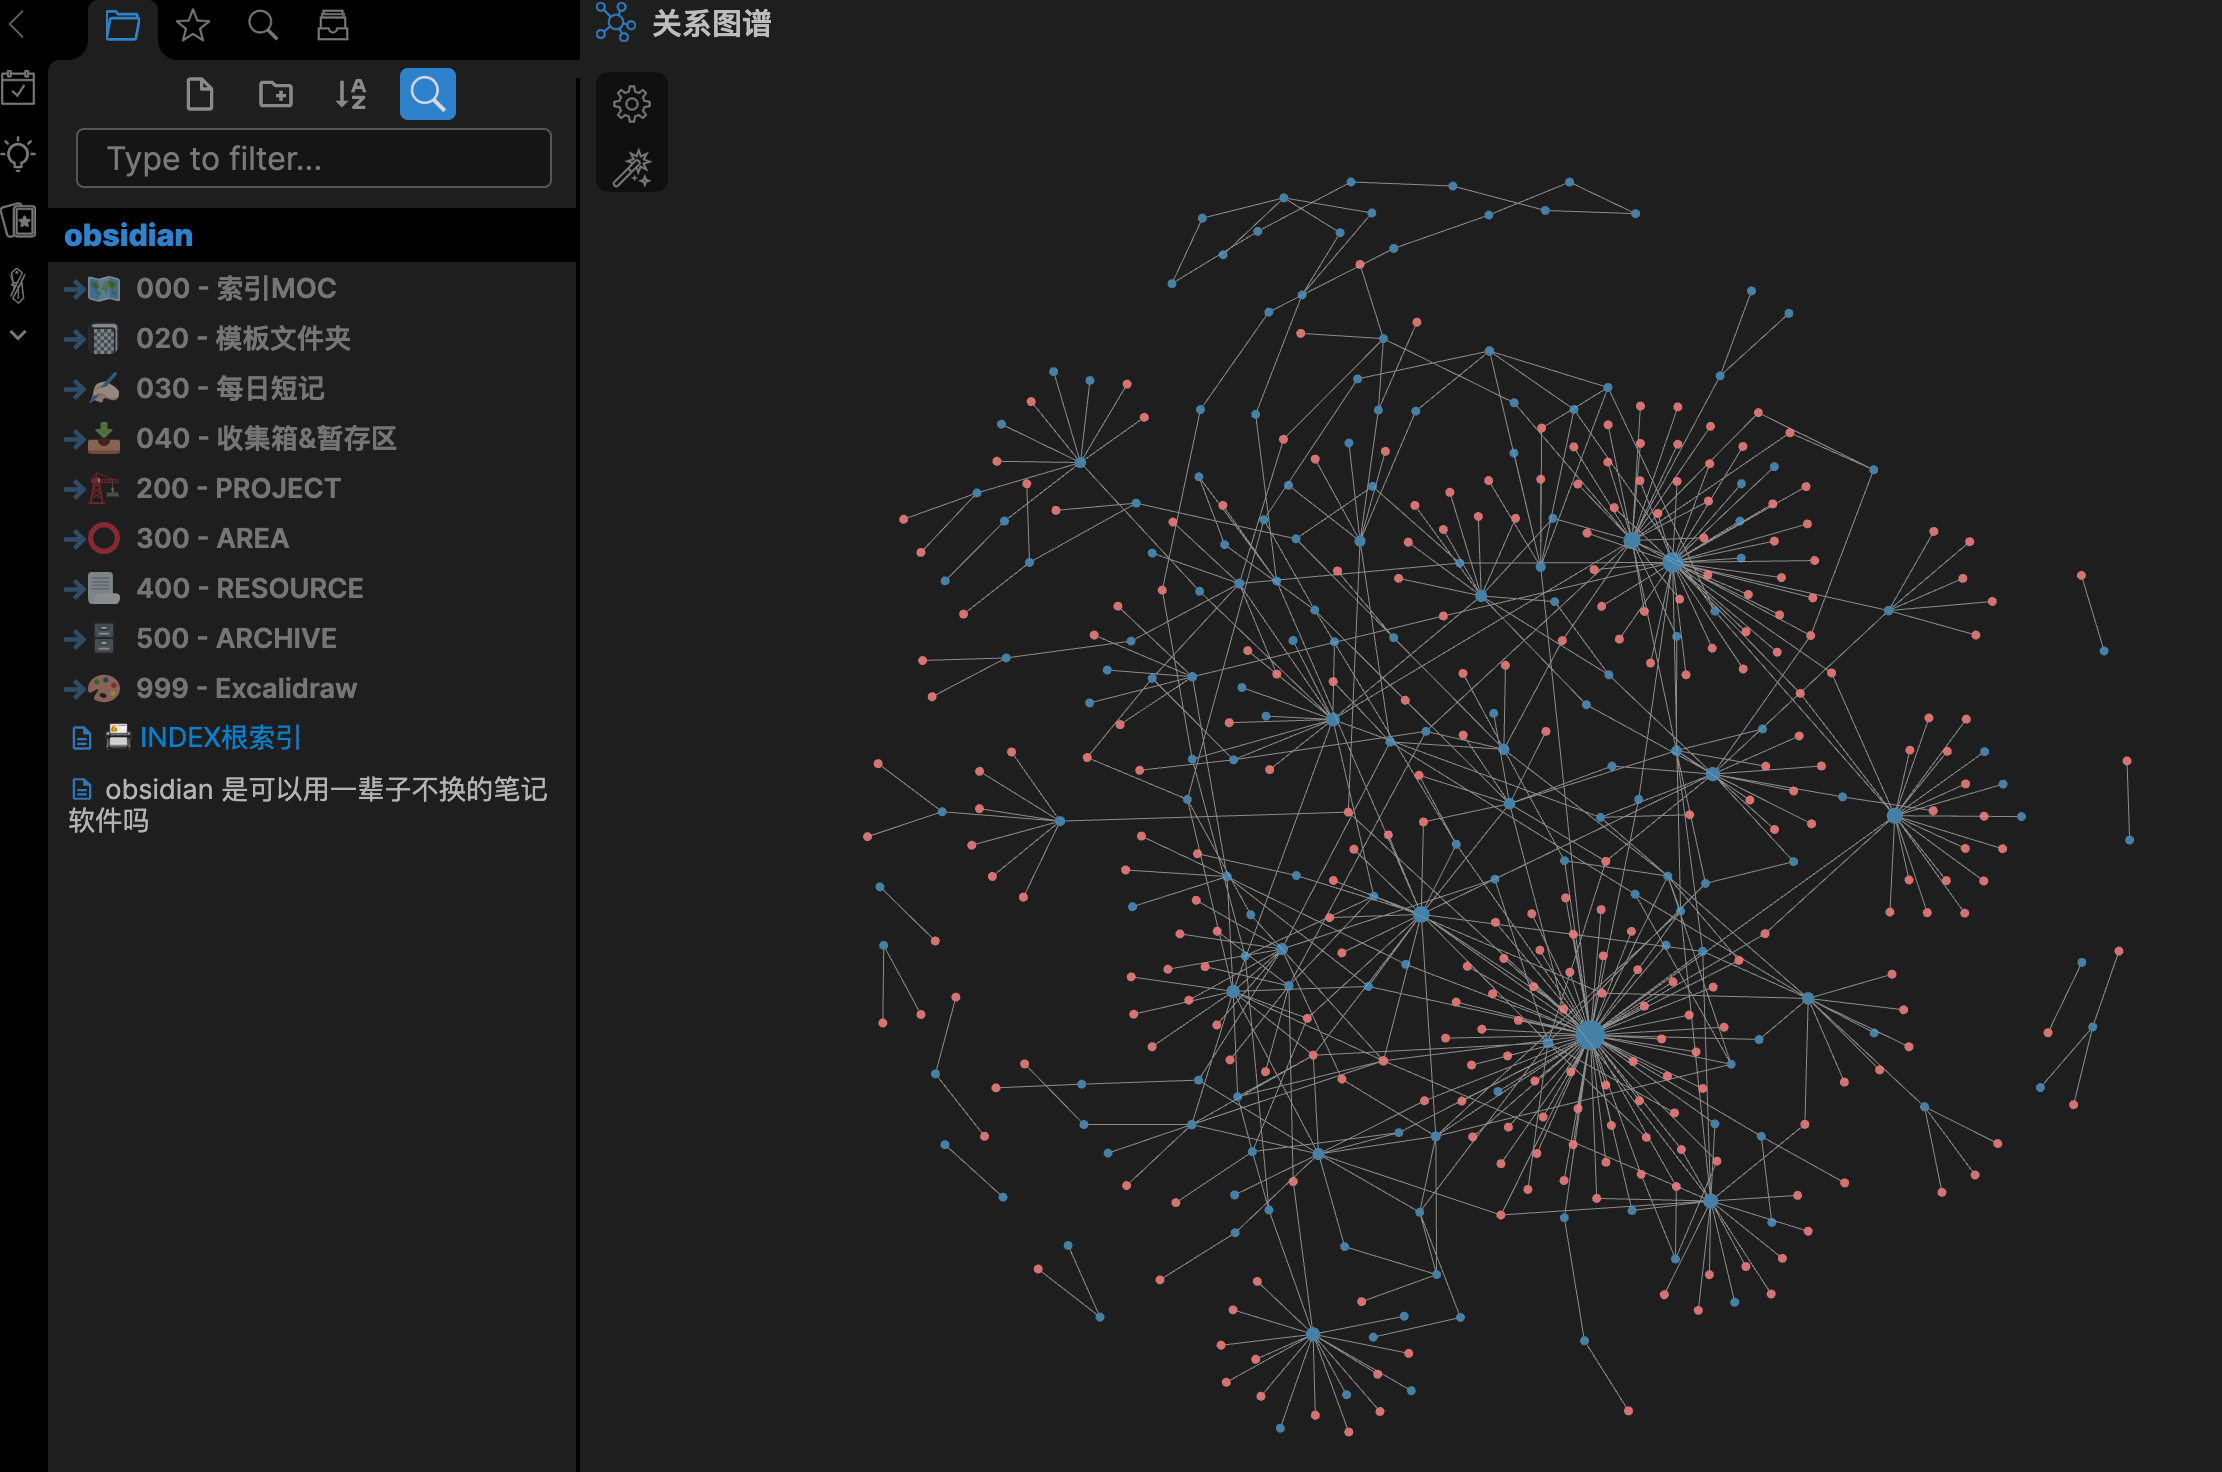 关系图谱
A
Z
Type to filter...
obsidian
000 - 索引MOC
020 - 模板文件夹
030 - 每日短记
040 - 收集箱&暂存区
200 - PROJECT
300 - AREA
400 - RESOURCE
500 - ARCHIVE
999 - Excalidraw
INDEX根索引
obsidian 是可以用一辈子不换的笔记
软件吗